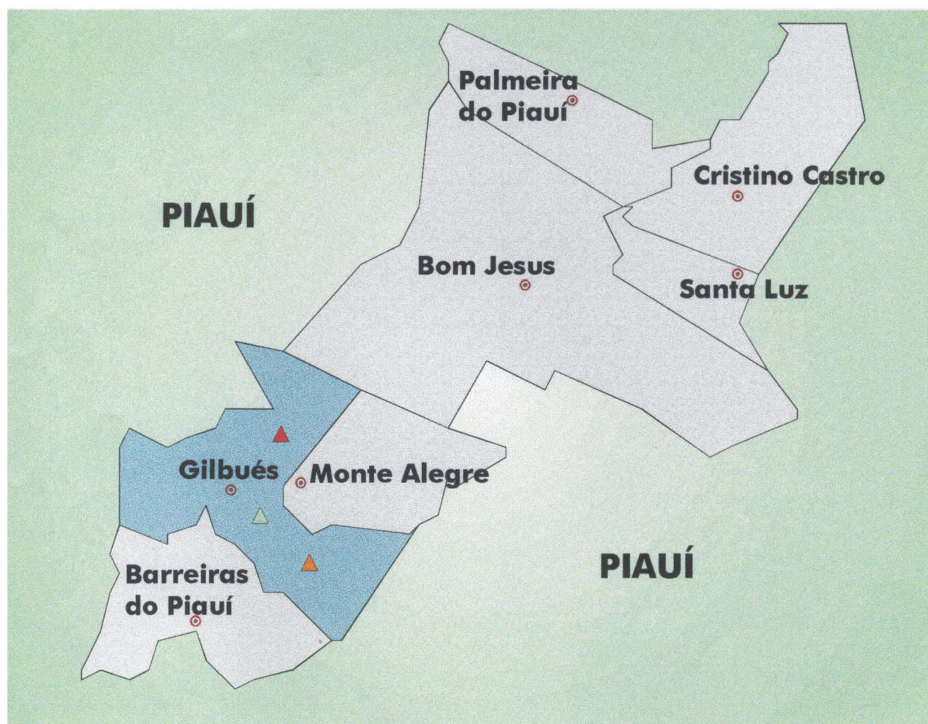 Palmeira
do Piauí
Cristino Castro
PIAUÍ
Bom Jesus
Santa Luz
Gilbués
Monte Alegre
Barreiras
do Piauí
PIAUÍ